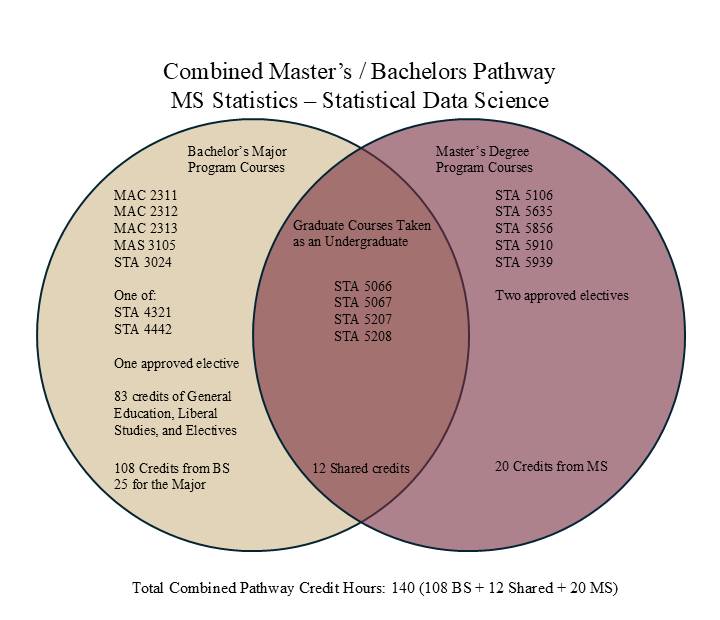 Combined Master's / Bachelors Pathway
MS Statistics – Statistical Data Science
Bachelor's Major
Program Courses
MAC 2311
MAC 2312
MAC 2313
MAS 3105
STA 3024
One of:
STA 4321
STA 4442
One approved elective
83 credits of General
Education, Liberal
Studies, and Electives
108 Credits from BS
25 for the Major
Graduate Courses Taken
as an Undergraduate
STA 5066
STA 5067
STA 5207
STA 5208
12 Shared credits
Master's Degree
Program Courses
STA 5106
STA 5635
STA 5856
STA 5910
STA 5939
Two approved electives
20 Credits from MS
Total Combined Pathway Credit Hours: 140 (108 BS + 12 Shared + 20 MS)